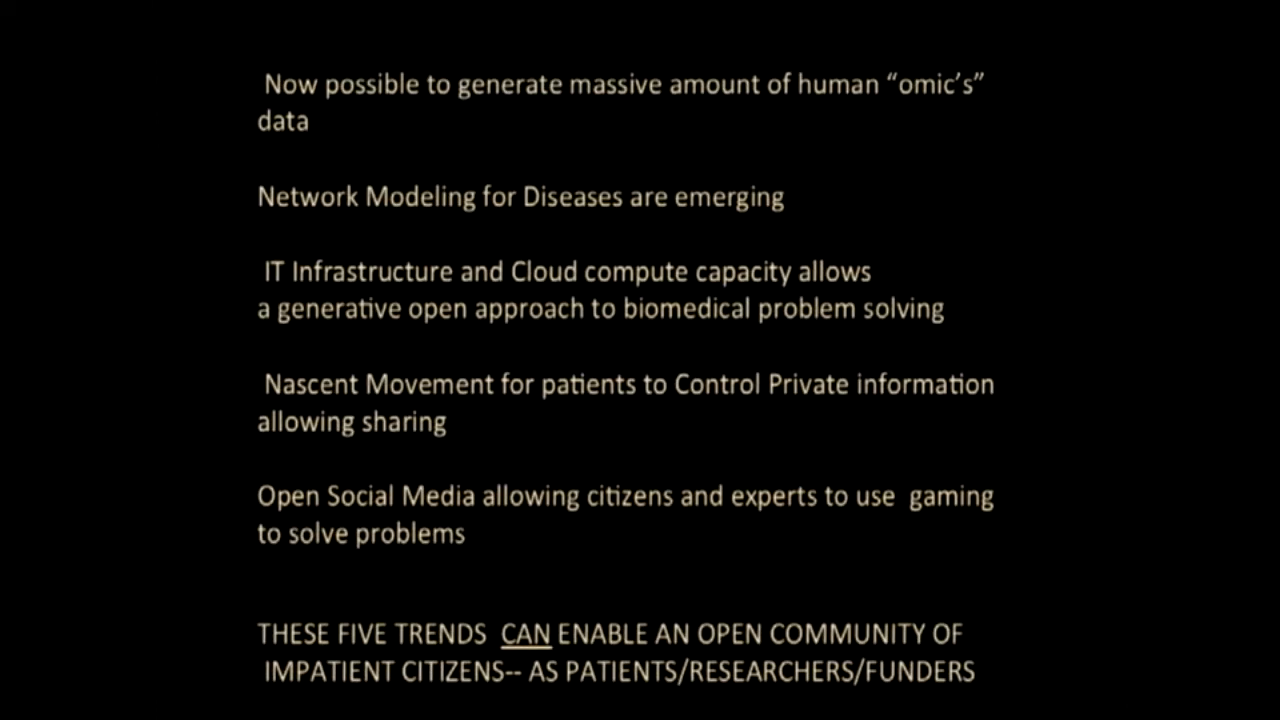 Now possible to generate massive amount of human “omic’s”
data
Network Modeling for Diseases are emerging
IT Infrastructure and Cloud compute capacity allows
a generative open approach to biomedical problem solving
Nascent Movement for patients to Control Private information
allowing sharing
Open Social Media allowing citizens and experts to use  gaming
to solve problems
THESE FIVE TRENDS  CAN ENABLE AN OPEN COMMUNITY OF
IMPATIENT CITIZENS-- AS PATIENTS/RESEARCHERS/FUNDERS